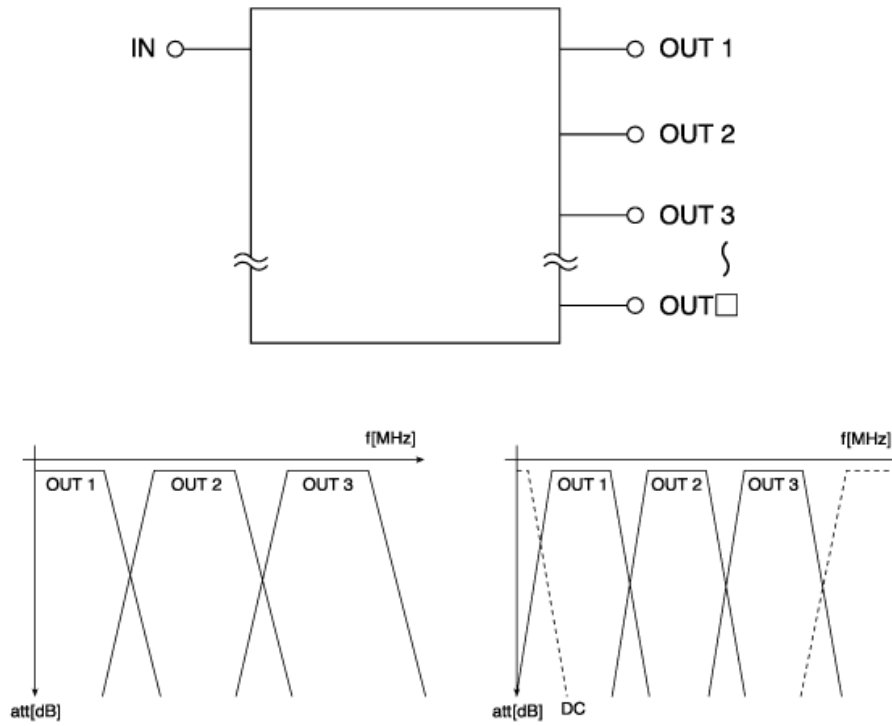 IN OUT 1
OUT 2
OUT 3
OUT□
f[MHz] f[MHz]
OUT 1 OUT 2 OUT 3 OUT 1 OUT 2 OUT 3
att[dB] att[dB] DC